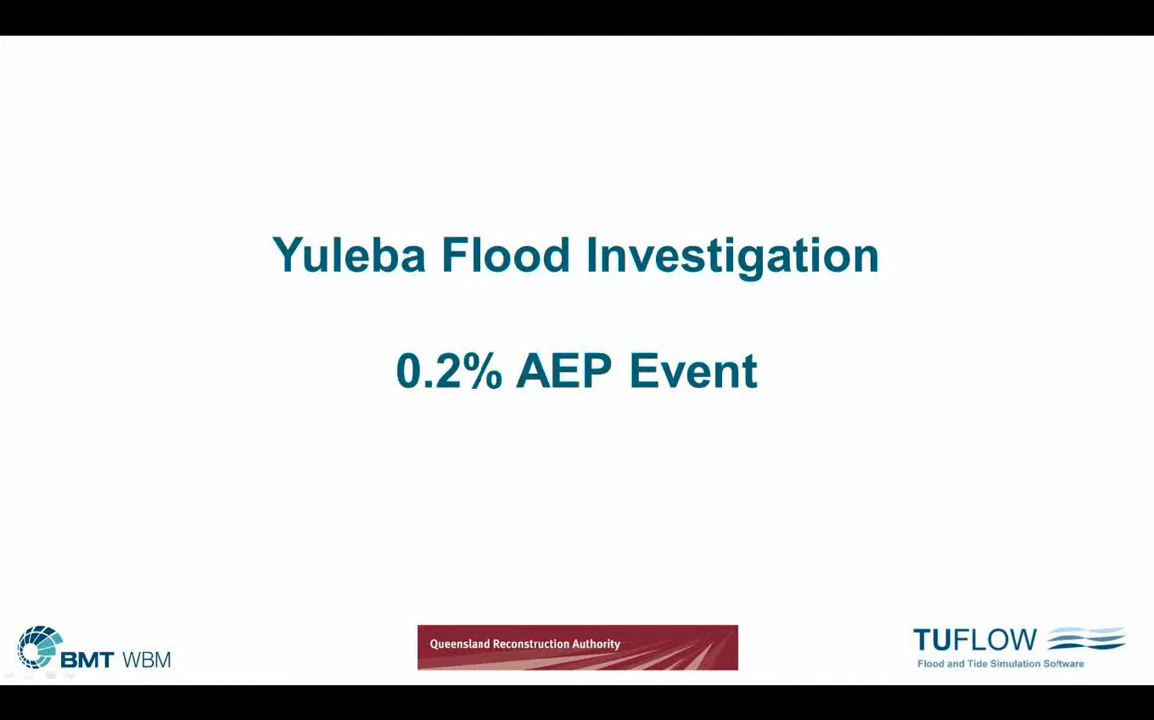 Yuleba Flood Investigation
0.2% AEP Event
BMT WBM
Queensland Reconstruction Authority
TUFLOW
Flood and Tide Simulation Software